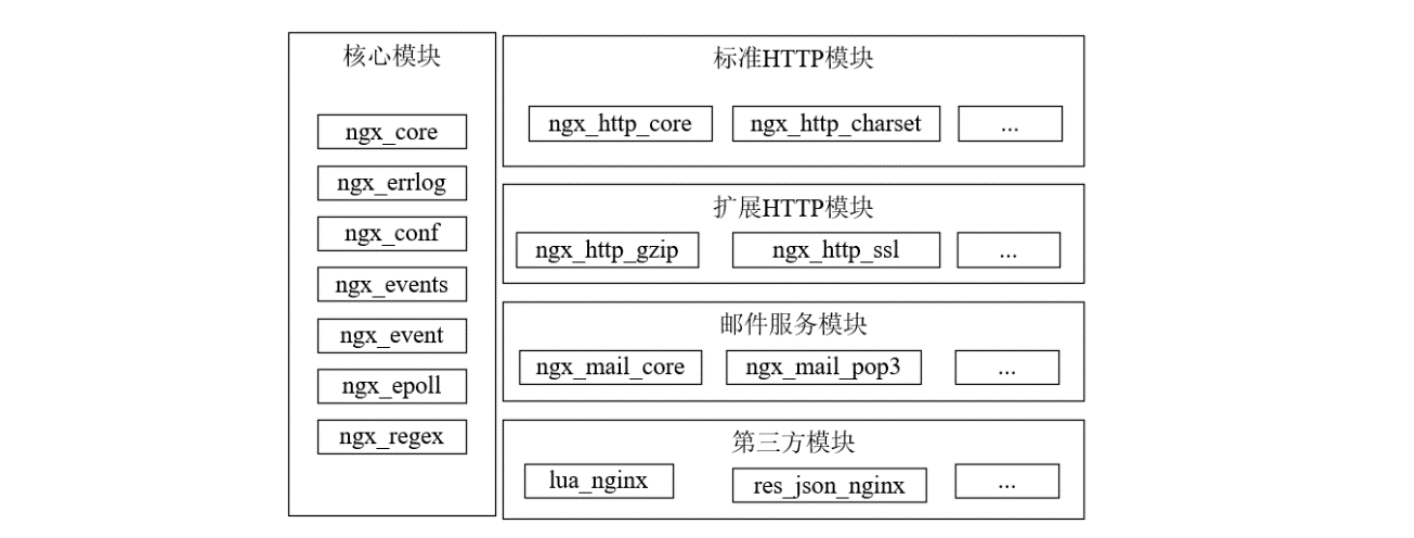 核心模块
ngx_core
ngx_errlog
ngx_conf
ngx_events
ngx_event
ngx_epoll
ngx_regex
标准HTTP模块
ngx_http_core
ngx_http_charset
...
扩展HTTP模块
ngx_http_gzip
ngx_http_ssl
...
邮件服务模块
ngx_mail_core
ngx_mail_pop3
...
第三方模块
lua_nginx
res_json_nginx
...